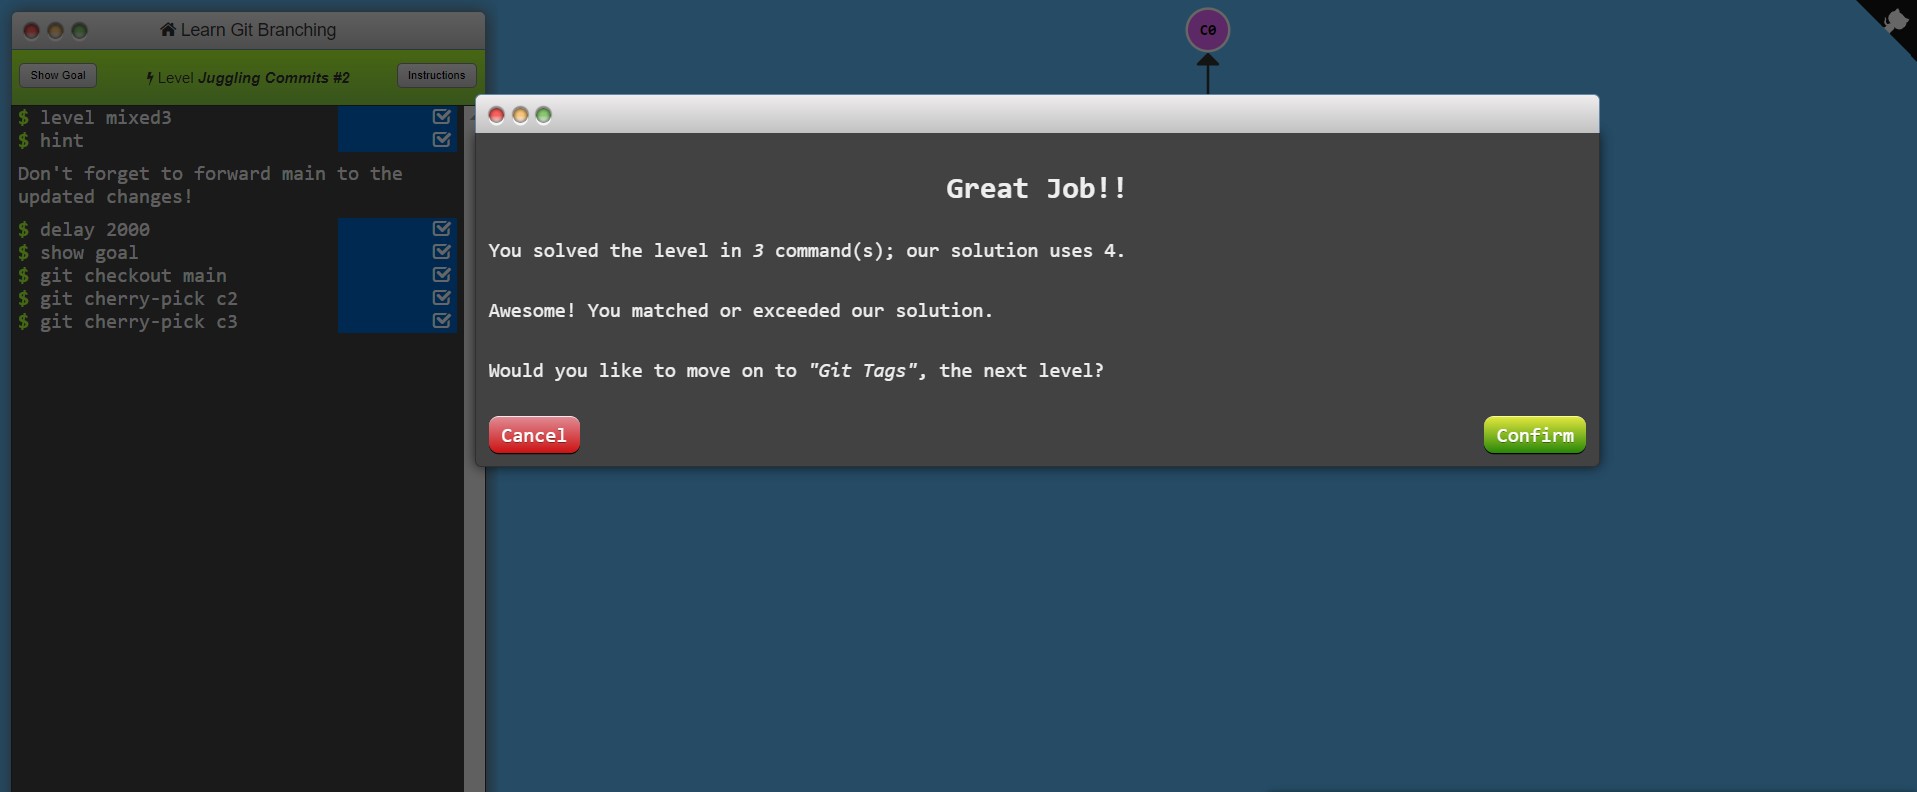 Learn Git Branching
Show Goal
Level Juggling Commits #2
Instructions
$ level mixed3
$ hint
Don't forget to forward main to the
updated changes!
$ delay 2000
$ show goal
$ git checkout main
$ git cherry-pick c2
$ git cherry-pick c3
C0
Great Job!!
You solved the level in 3 command(s); our solution uses 4.
Awesome! You matched or exceeded our solution.
Would you like to move on to "Git Tags", the next level?
Cancel
Confirm